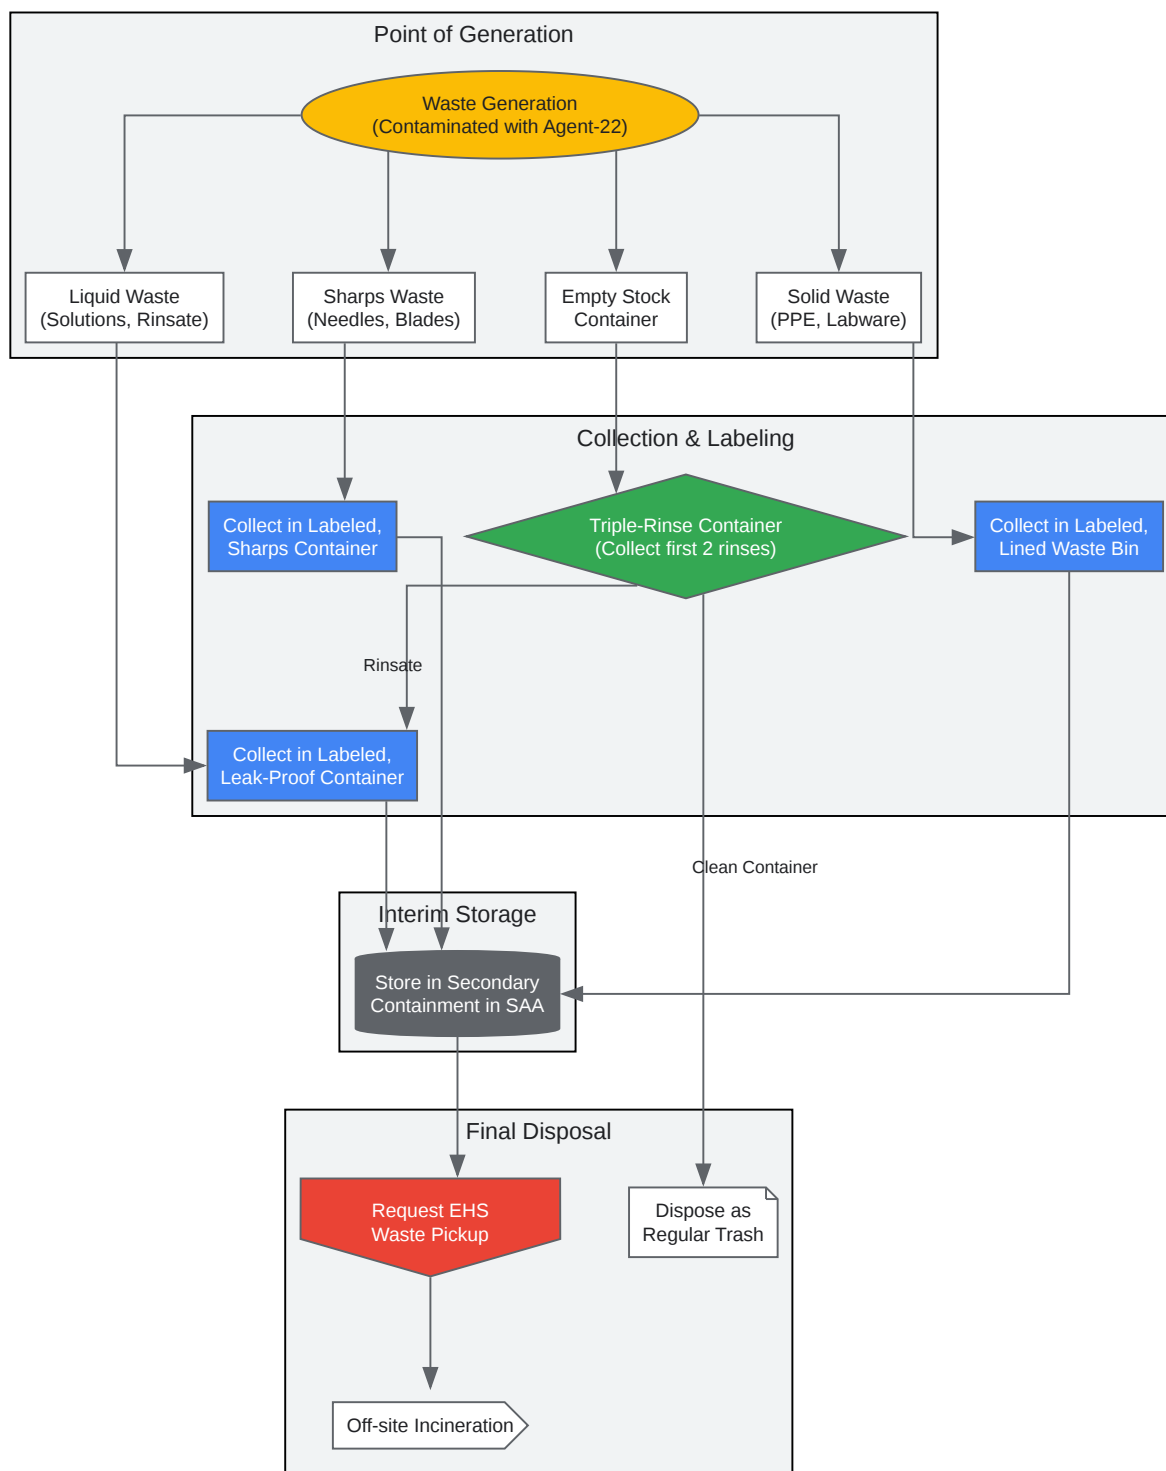 Point of Generation
Waste Generation
(Contaminated with Agent-22)
Liquid Waste
(Solutions, Rinsate)
Sharps Waste
(Needles, Blades)
Empty Stock
Container
Solid Waste
(PPE, Labware)
Collection & Labeling
Collect in Labeled,
Sharps Container
Triple-Rinse Container
(Collect first 2 rinses)
Collect in Labeled,
Lined Waste Bin
Rinsate
Collect in Labeled,
Leak-Proof Container
Clean Container
Interim Storage
Store in Secondary
Containment in SAA
Final Disposal
Request EHS
Waste Pickup
Dispose as
Regular Trash
Off-site Incineration